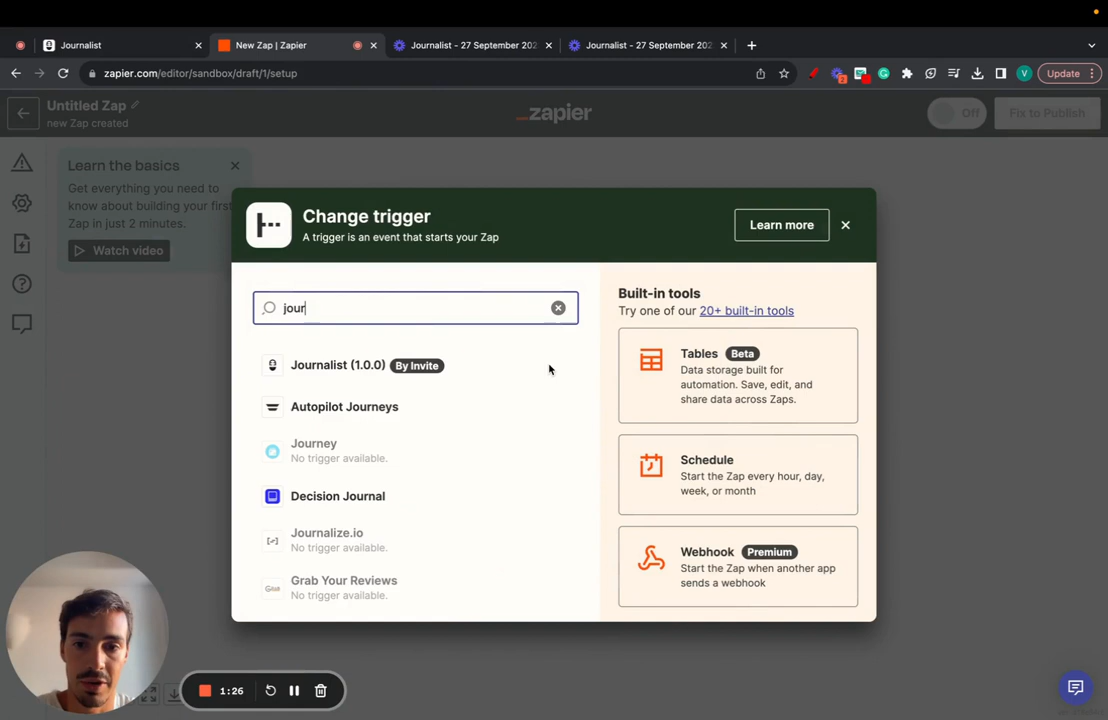 Journalist
New Zap | Zapier
Journalist - 27 September 202
Journalist - 27 September 202
zapier.com/editor/sandbox/draft/1/setup
2
V
Update
Untitled Zap
new Zap created
_zapier
Off
Fix to Publish
Learn the basics
Get everything you need to
know about building your first
Zap in just 2 minutes.
Watch video
Change trigger
A trigger is an event that starts your Zap
Learn more
jour
Journalist (1.0.0) By Invite
Autopilot Journeys
Journey
No trigger available.
Decision Journal
Journalize.io
No trigger available.
Grab Your Reviews
No trigger available.
Built-in tools
Try one of our 20+ built-in tools
Tables Beta
Data storage built for
automation. Save, edit, and
share data across Zaps.
Schedule
Start the Zap every hour, day,
week, or month
Webhook Premium
Start the Zap when another app
sends a webhook
1:26